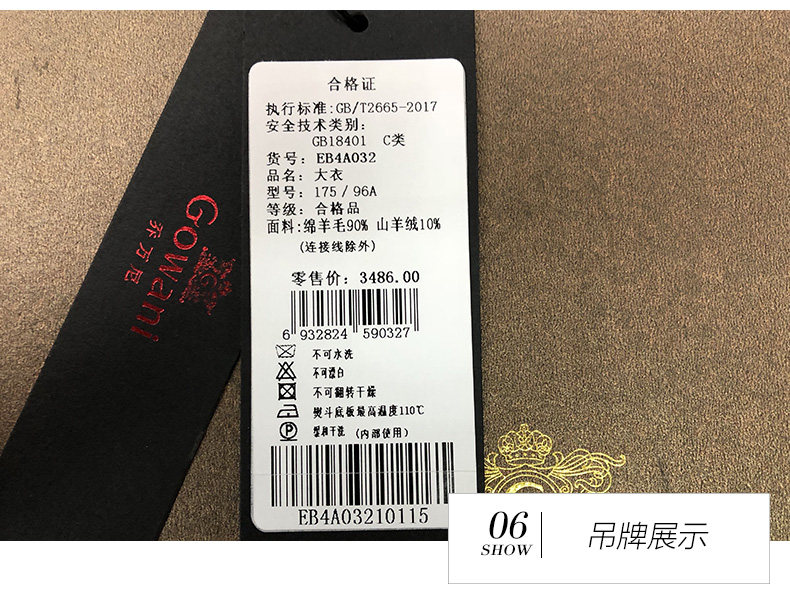 合格证
执行标准:GB/T2665-2017
安全技术类别:
GB18401 C类
货号: EB4A032
品名: 大衣
型号: 175/96A
等级: 合格品
面料:绵羊毛90% 山羊绒10%
(连接线除外)
零售价: 3486.00
6 932824 590327
不可水洗
不可漂白
不可翻转干燥
熨斗底板最高温度110℃
柔和干洗 (内部使用)
EB4A03210115
Gowani
乔万尼
06
SHOW
吊牌展示